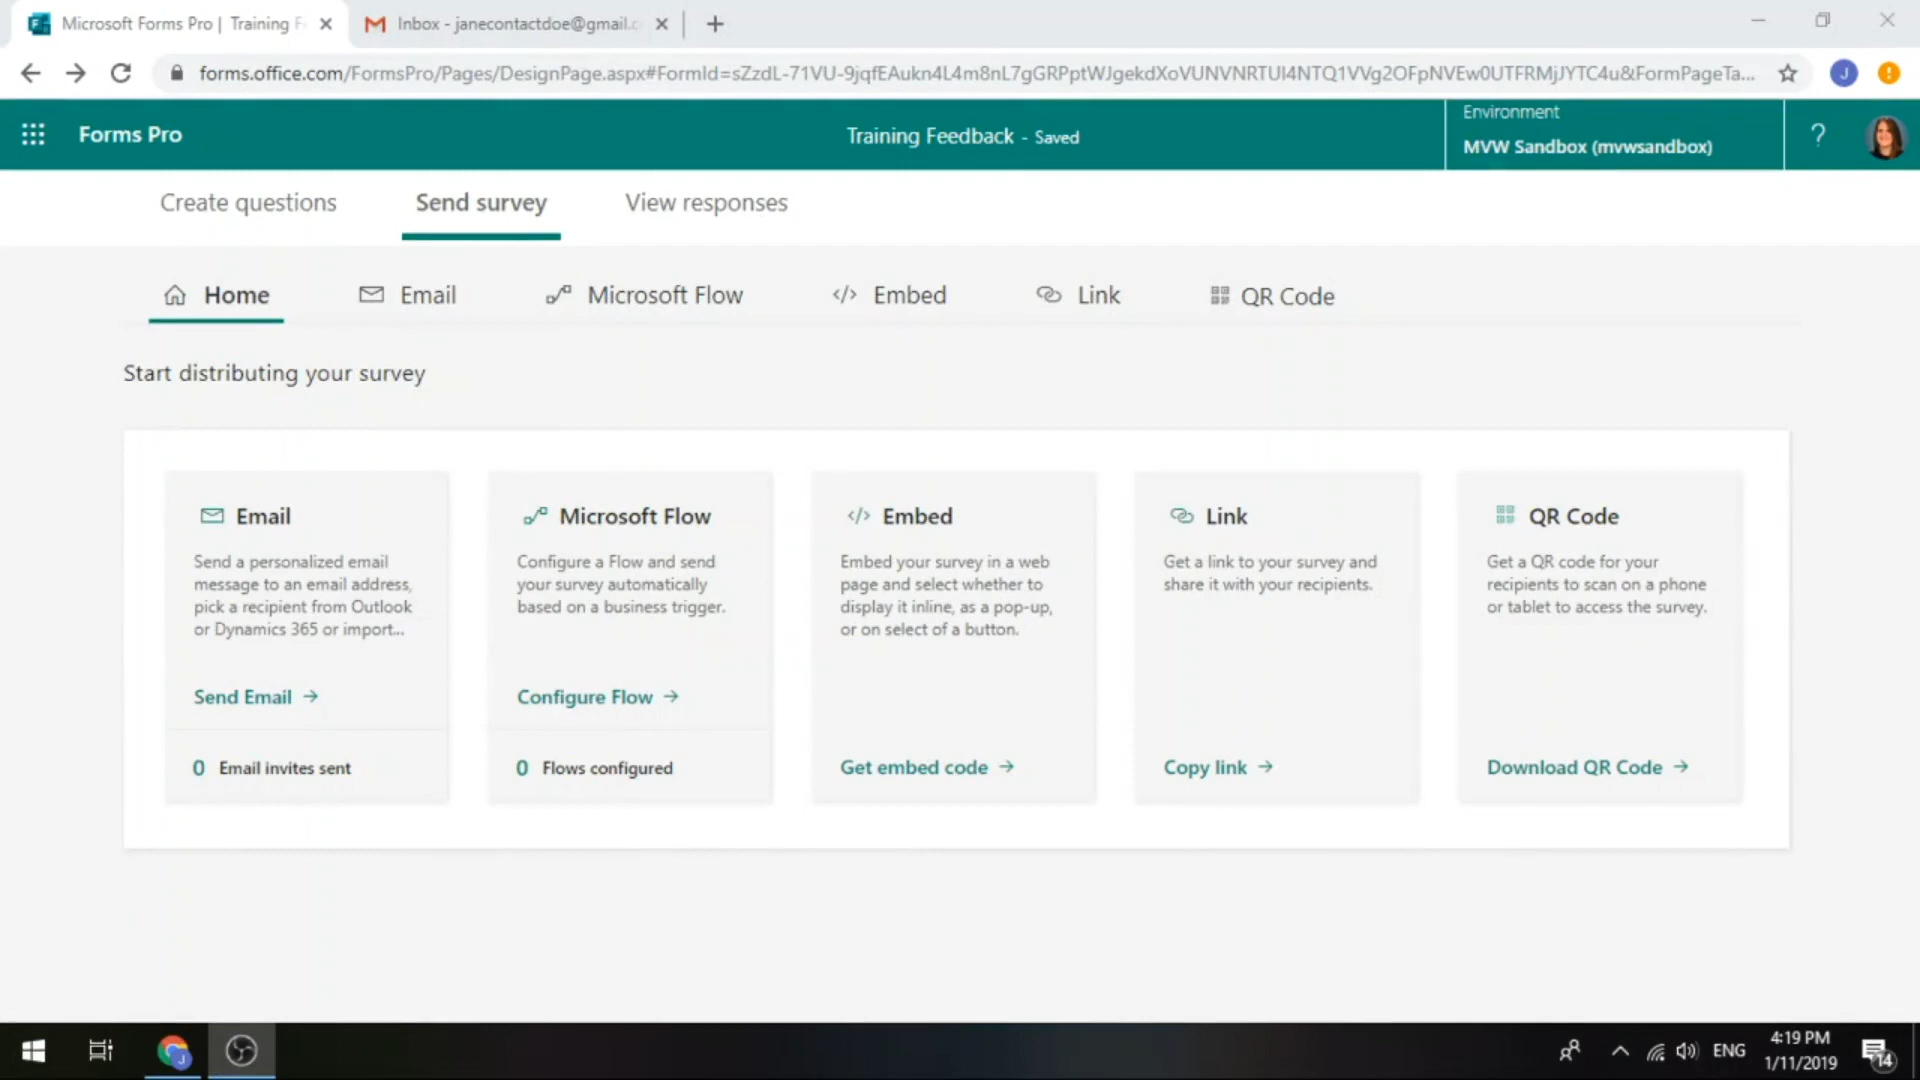 Microsoft Forms Pro | Training F
Inbox - janecontactdoe@gmail.c
forms.office.com/FormsPro/Pages/DesignPage.aspx#FormId=sZzdL-71VU-9jqfEAukn4L4m8nL7gGRPptWJgekdXoVUNVNRTUI4NTQ1VVg2OFpNVEw0UTFRMjJYTC4u&FormPageTa...
J
Forms Pro
Training Feedback - Saved
Environment
MVW Sandbox (mvwsandbox)
?
Create questions
Send survey
View responses
Home
Email
Microsoft Flow
</> Embed
Link
QR Code
Start distributing your survey
Email
Send a personalized email
message to an email address,
pick a recipient from Outlook
or Dynamics 365 or import...
Send Email →
0 Email invites sent
Microsoft Flow
Configure a Flow and send
your survey automatically
based on a business trigger.
Configure Flow →
0 Flows configured
</> Embed
Embed your survey in a web
page and select whether to
display it inline, as a pop-up,
or on select of a button.
Get embed code →
Link
Get a link to your survey and
share it with your recipients.
Copy link →
QR Code
Get a QR code for your
recipients to scan on a phone
or tablet to access the survey.
Download QR Code →
J
ENG
4:19 PM
1/11/2019
14